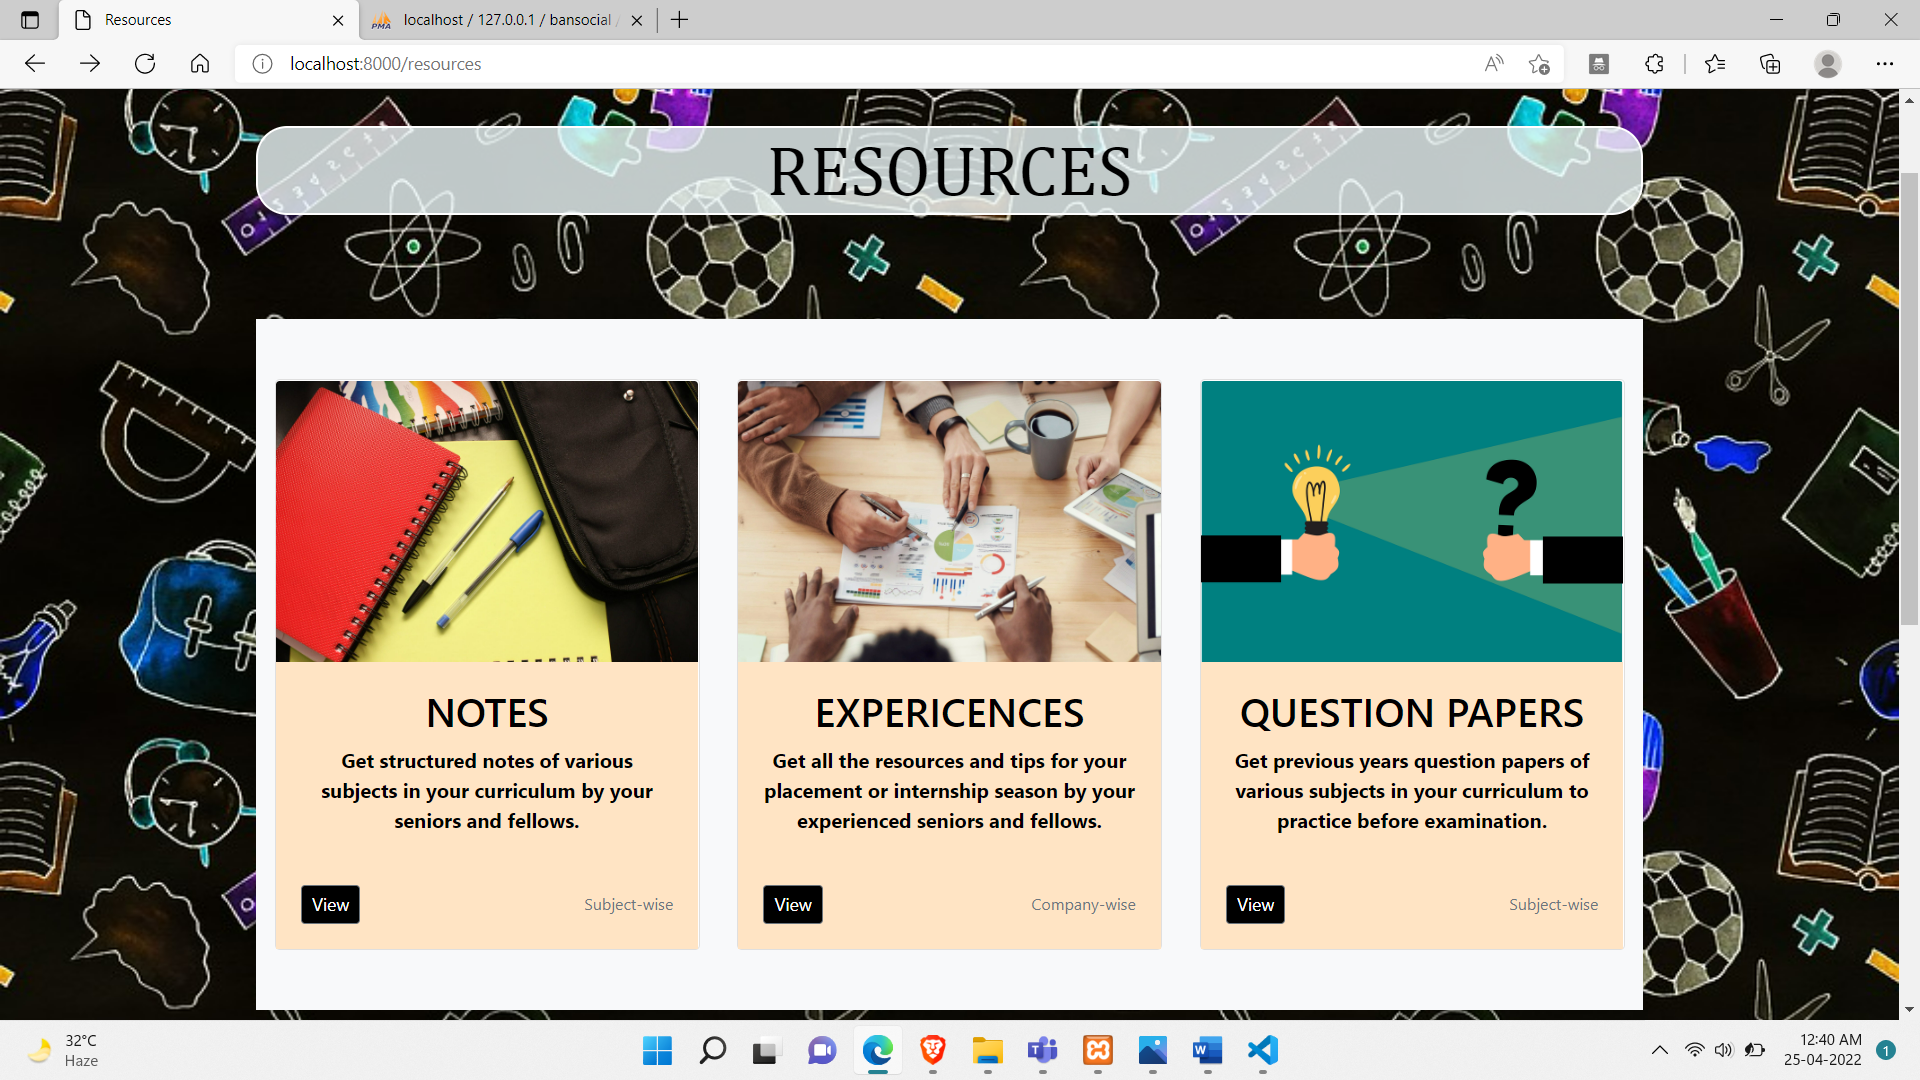 Resources
PMA
localhost / 127.0.0.1 / bansocial /
localhost:8000/resources
RESOURCES
NOTES
Get structured notes of various
subjects in your curriculum by your
seniors and fellows.
View
Subject-wise
EXPERICENCES
Get all the resources and tips for your
placement or internship season by your
experienced seniors and fellows.
View
Company-wise
QUESTION PAPERS
Get previous years question papers of
various subjects in your curriculum to
practice before examination.
View
Subject-wise
32°C
Haze
12:40 AM
25-04-2022
1